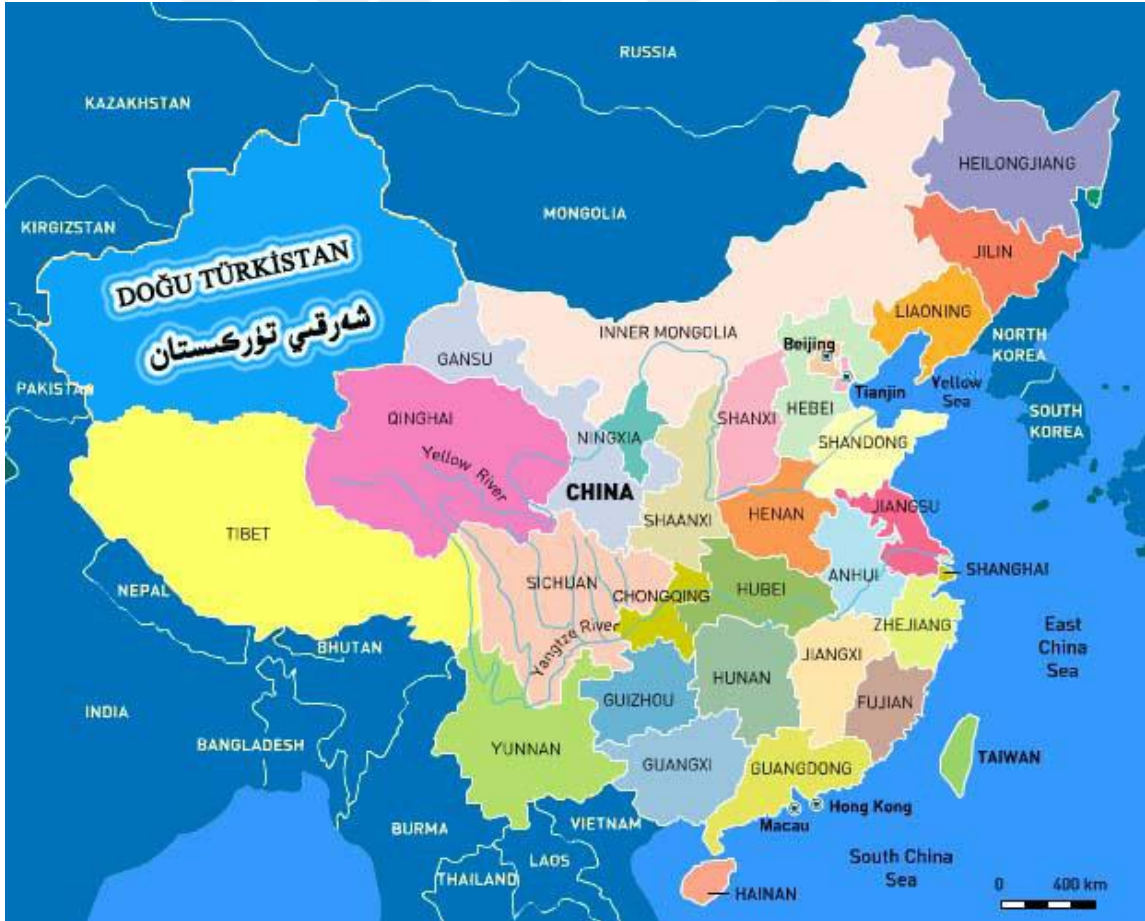 RUSSIA
KAZAKHSTAN
HEILONGJIANG
MONGOLIA
KIRGIZSTAN
JILIN
DOĞU TÜRKİSTAN
شەرقىي تۈركىستان
LIAONING
INNER MONGOLIA
NORTH
KOREA
Beijing
GANSU
PAKISTAN
Tianjin
Yellow
Sea
HEBEI
SHANXI
QINGHAI
SOUTH
KOREA
NINGXIA
SHANDONG
Yellow River
CHINA
JIANGSU
HENAN
SHAANXI
TIBET
SHANGHAI
ANHUI
SICHUAN
HUBEI
CHONGQING
NEPAL
ZHEJIANG
East
China
Sea
Yangtze River
BHUTAN
JIANGXI
HUNAN
GUIZHOU
FUJIAN
INDIA
BANGLADESH
YUNNAN
TAIWAN
GUANGXI
GUANGDONG
Hong Kong
Macau
VIETNAM
BURMA
LAOS
South China
Sea
THAILAND
HAINAN
0 400 km